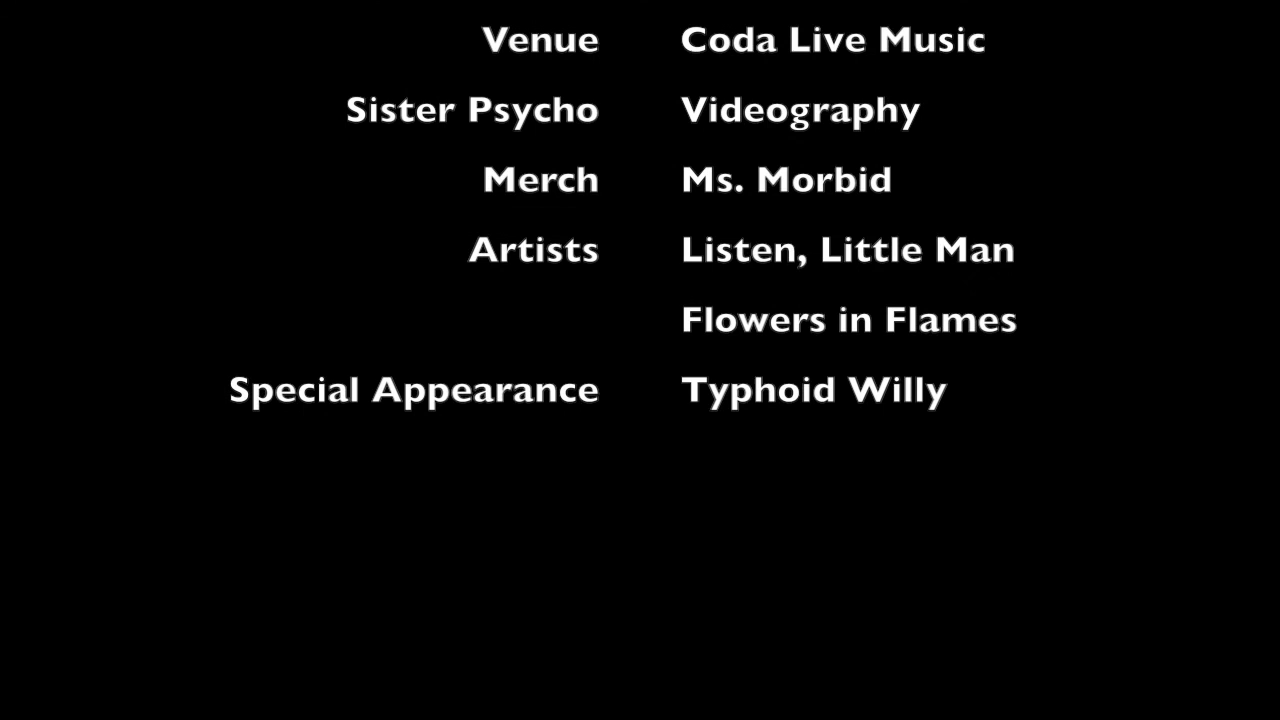 Venue Coda Live Music
Sister Psycho Videography
Merch Ms. Morbid
Artists Listen, Little Man
Flowers in Flames
Special Appearance Typhoid Willy